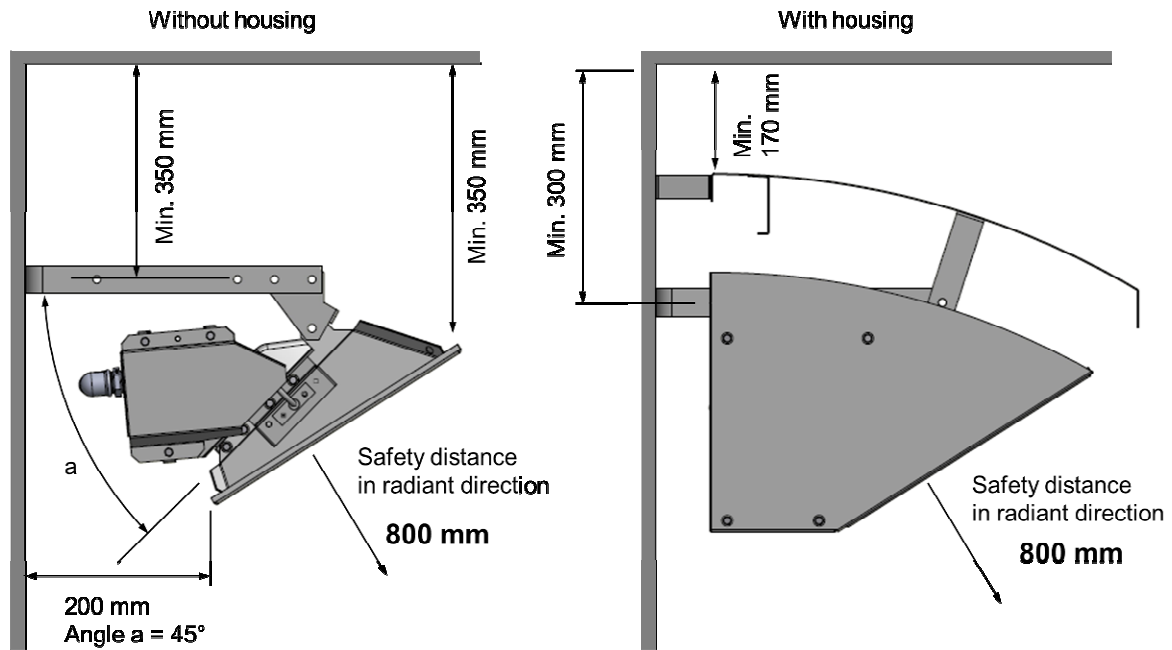 Without housing
With housing
Min. 350 mm
Min. 350 mm
Min. 300 mm
Min.
170 mm
a
Safety distance
in radiant direction
800 mm
200 mm
Angle a = 45°
Safety distance
in radiant direction
800 mm